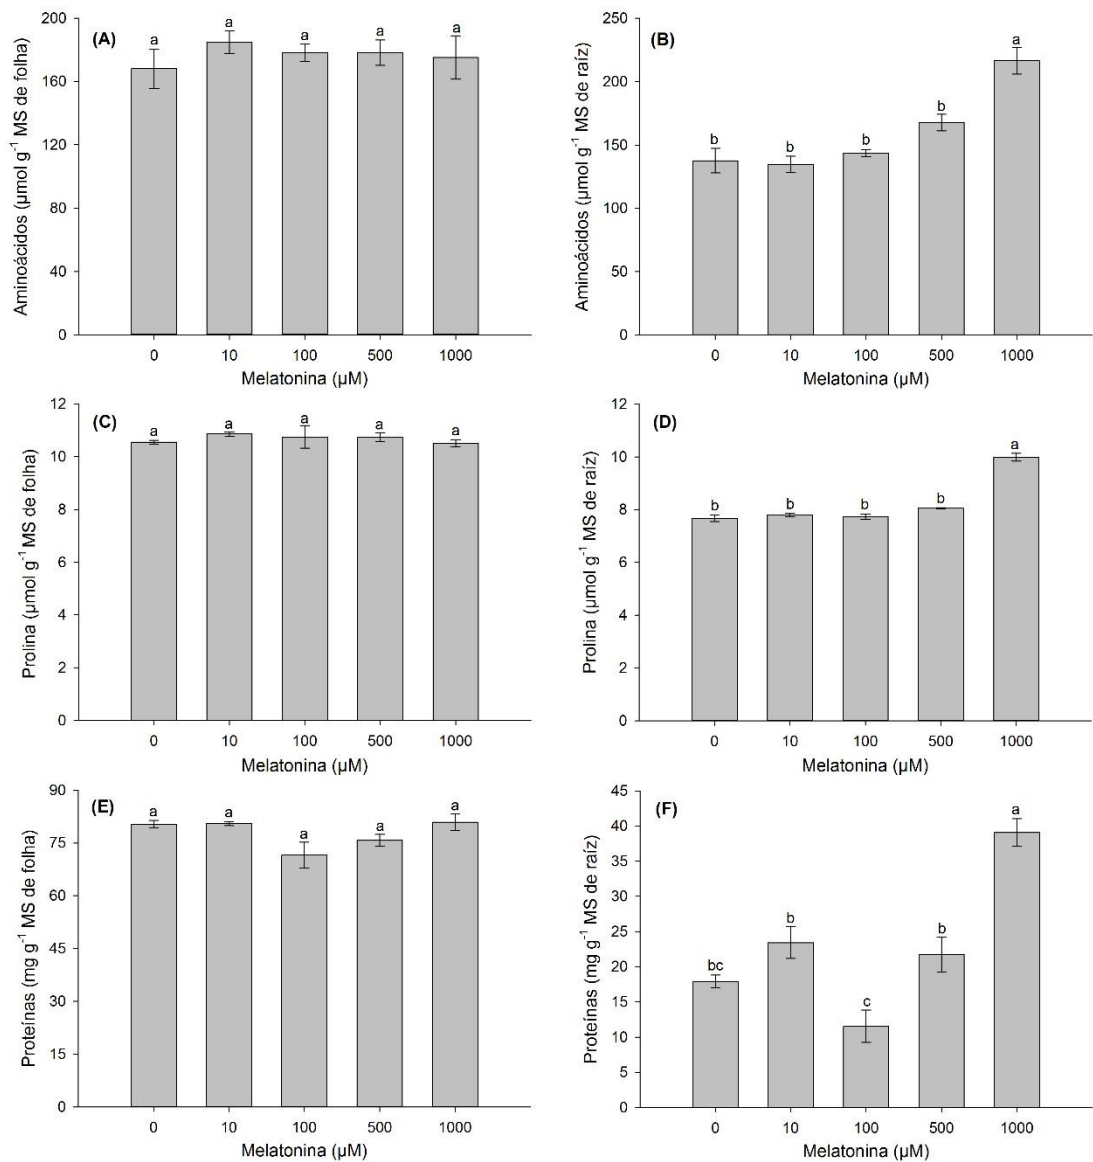 (A)
Aminoácidos (µmol g⁻¹ MS de folha)
200
160
120
80
40
0
a a a a a
0 10 100 500 1000
Melatonina (µM)
(B)
Aminoácidos (µmol g⁻¹ MS de raíz)
250
200
150
100
50
0
b b b b a
0 10 100 500 1000
Melatonina (µM)
(C)
Prolina (µmol g⁻¹ MS de folha)
12
10
8
6
4
2
0
a a a a a
0 10 100 500 1000
Melatonina (µM)
(D)
Prolina (µmol g⁻¹ MS de raíz)
12
10
8
6
4
2
0
b b b b a
0 10 100 500 1000
Melatonina (µM)
(E)
Proteínas (mg g⁻¹ MS de folha)
90
75
60
45
30
15
0
a a a a a
0 10 100 500 1000
Melatonina (µM)
(F)
Proteínas (mg g⁻¹ MS de raíz)
45
40
35
30
25
20
15
10
5
0
bc b c b a
0 10 100 500 1000
Melatonina (µM)